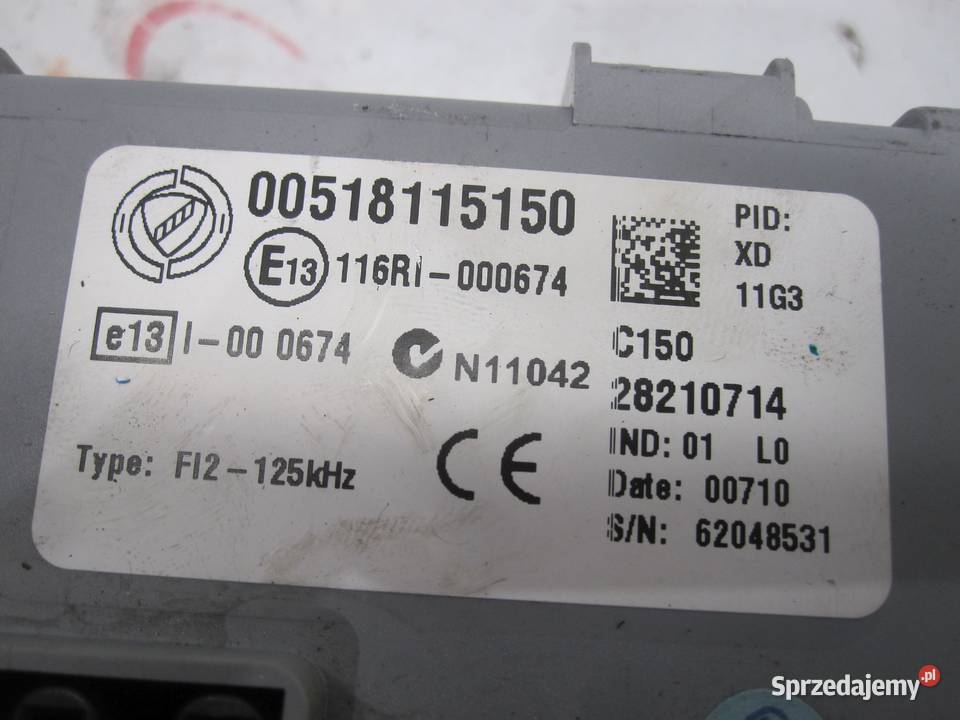 00518115150
E13 116RI-000674
e13 I-00 0674
N11042
Type: FI2-125kHz
CE
PID:
XD
11G3
C150
28210714
IND: 01 L0
Date: 00710
S/N: 62048531
Sprzedajemy.pl